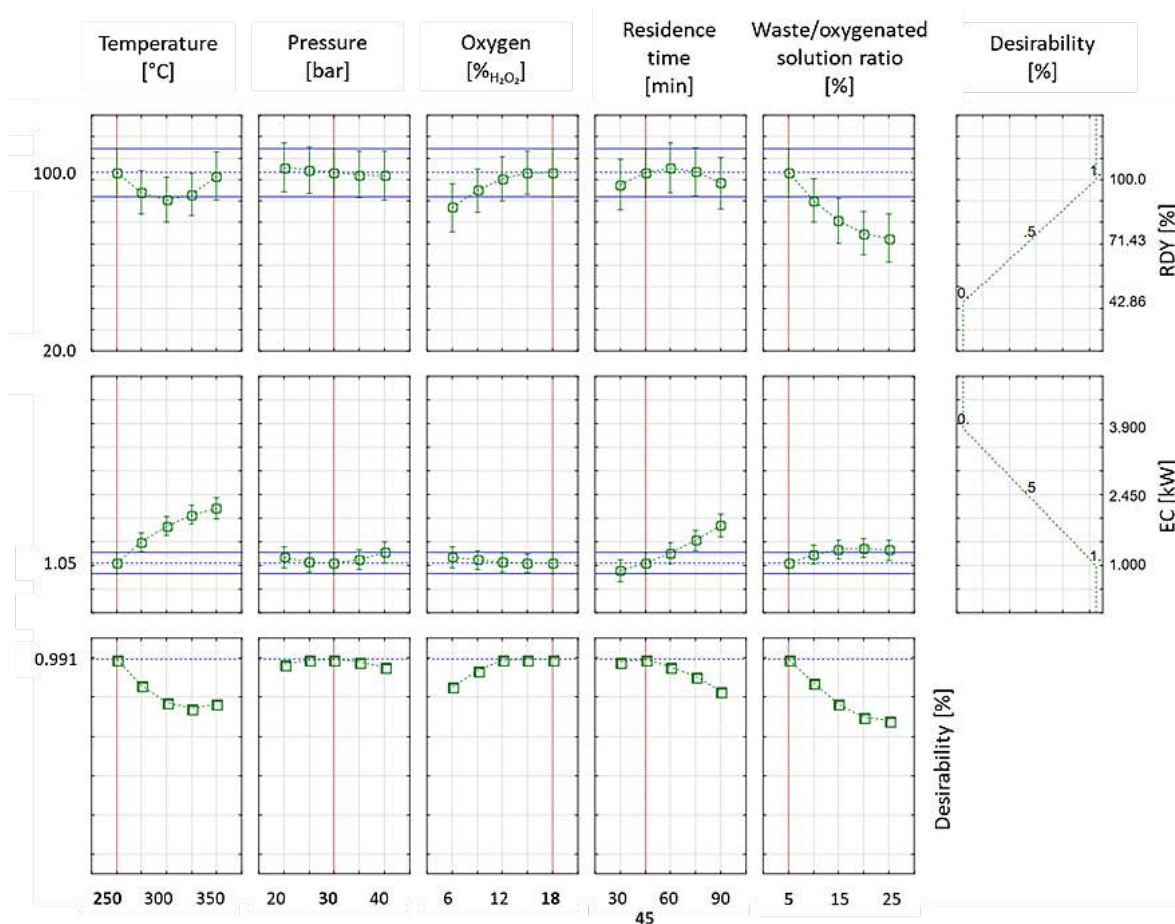 Temperature
[°C]
Pressure
[bar]
Oxygen
[%H₂O₂]
Residence
time
[min]
Waste/oxygenated
solution ratio
[%]
Desirability
[%]
100.0
20.0
1.
.5
0.
100.0
71.43
42.86
RDY [%]
1.05
0.
.5
1.
3.900
2.450
1.000
EC [kW]
0.991
Desirability [%]
250 300 350
20 30 40
6 12 18
30 60 90
45
5 15 25